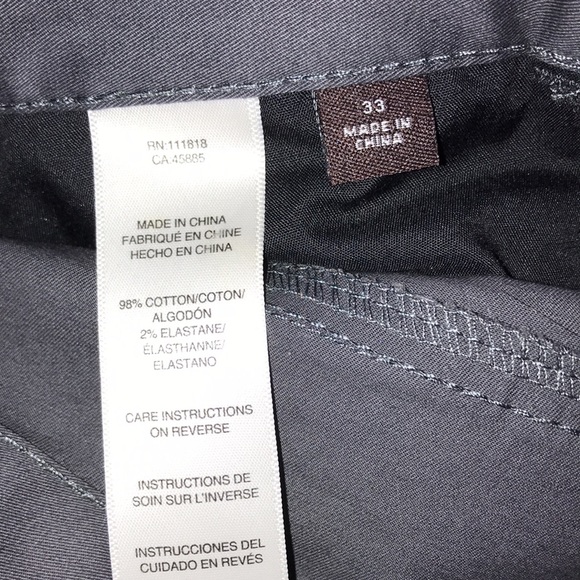 RN:111818
CA.45885
MADE IN CHINA
FABRIQUÉ EN CHINE
HECHO EN CHINA
98% COTTON/COTON/
ALGODÓN
2% ELASTANE/
ÉLASTHANNE/
ELASTANO
CARE INSTRUCTIONS
ON REVERSE
INSTRUCTIONS DE
SOIN SUR L'INVERSE
INSTRUCCIONES DEL
CUIDADO EN REVÉS
33
MADE IN
CHINA